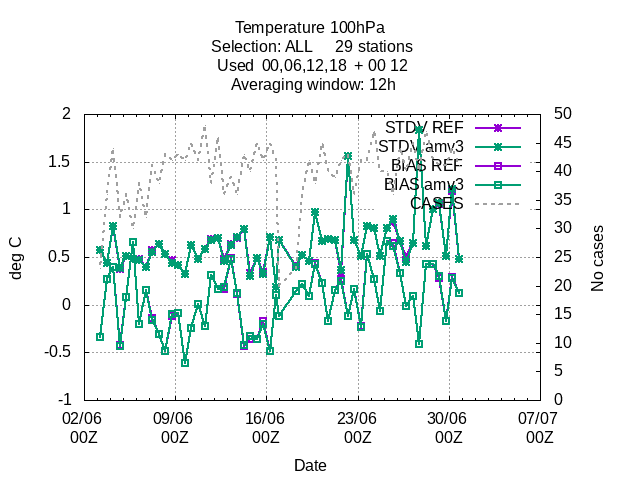 Temperature 100hPa
Selection: ALL 29 stations
Used 00,06,12,18 + 00 12
Averaging window: 12h
STDV REF
STDV amv3
BIAS REF
BIAS amv3
CASES
2
1.5
1
0.5
0
-0.5
-1
deg C
50
45
40
35
30
25
20
15
10
5
0
No cases
02/06 09/06 16/06 23/06 30/06 07/07
00Z 00Z 00Z 00Z 00Z 00Z
Date